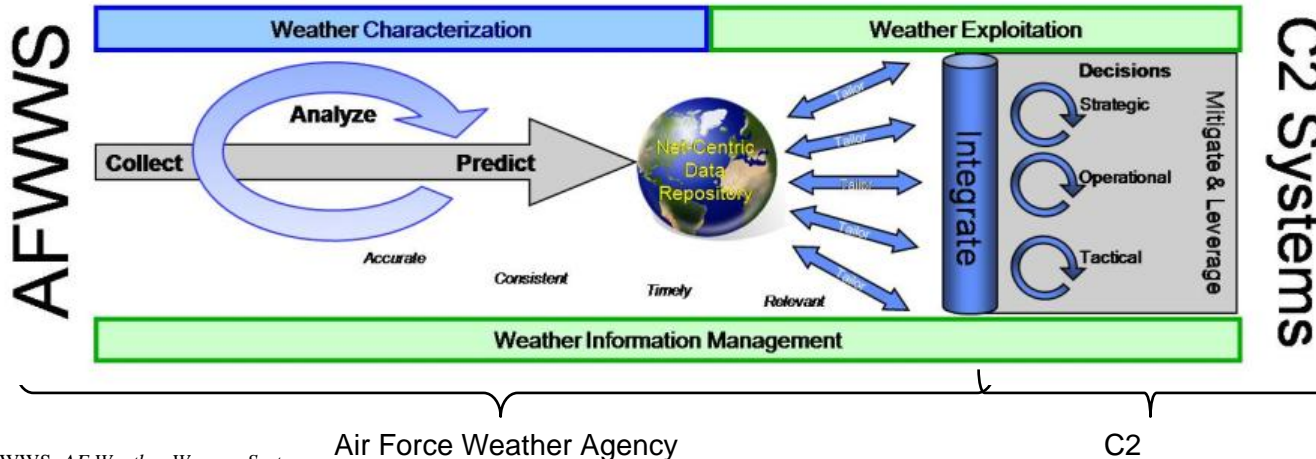 AFWWS
Weather Characterization
Weather Exploitation
Collect
Analyze
Predict
Net-Centric
Data
Repository
Accurate
Consistent
Timely
Relevant
Tailor
Tailor
Tailor
Tailor
Tailor
Integrate
Decisions
Strategic
Operational
Tactical
Mitigate & Leverage
C2 Systems
Weather Information Management
Air Force Weather Agency
C2